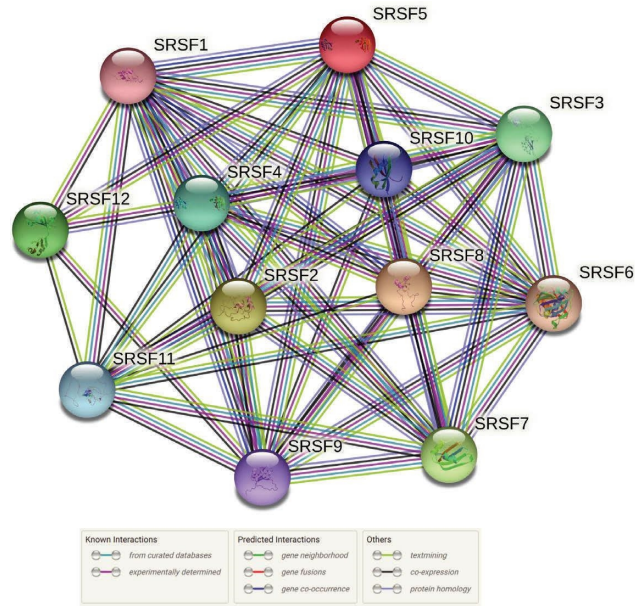 SRSF5
SRSF1
SRSF3
SRSF10
SRSF4
SRSF12
SRSF2
SRSF8
SRSF6
SRSF11
SRSF7
SRSF9
Known Interactions
from curated databases
experimentally determined
Predicted Interactions
gene neighborhood
gene fusions
gene co-occurrence
Others
textmining
co-expression
protein homology